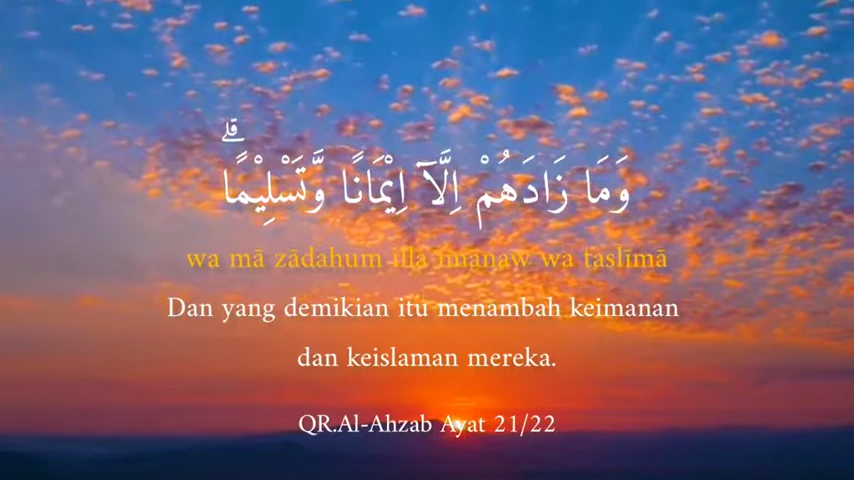 وَمَا زَادَهُمْ اِلَّآ اِيْمَانًا وَّتَسْلِيْمًاۗ
wa mā zādahum illā īmānaw wa taslīmā
Dan yang demikian itu menambah keimanan
dan keislaman mereka.
QR.Al-Ahzab Ayat 21/22